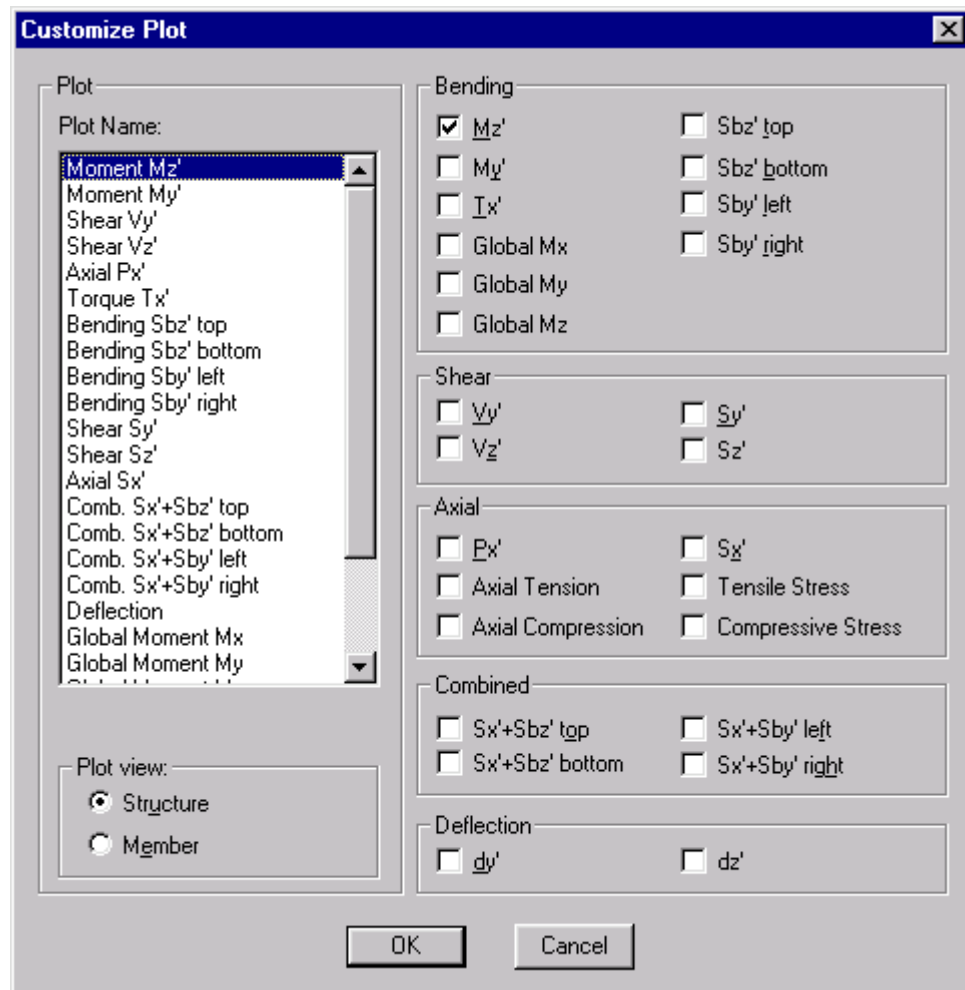 Customize Plot
Plot
Plot Name:
Moment Mz'
Moment My'
Shear Vy'
Shear Vz'
Axial Px'
Torque Tx'
Bending Sbz' top
Bending Sbz' bottom
Bending Sby' left
Bending Sby' right
Shear Sy'
Shear Sz'
Axial Sx'
Comb. Sx'+Sbz' top
Comb. Sx'+Sbz' bottom
Comb. Sx'+Sby' left
Comb. Sx'+Sby' right
Deflection
Global Moment Mx
Global Moment My
Plot view:
Structure
Member
Bending
Mz'
My'
Tx'
Global Mx
Global My
Global Mz
Sbz' top
Sbz' bottom
Sby' left
Sby' right
Shear
Vy'
Vz'
Sy'
Sz'
Axial
Px'
Axial Tension
Axial Compression
Sx'
Tensile Stress
Compressive Stress
Combined
Sx'+Sbz' top
Sx'+Sbz' bottom
Sx'+Sby' left
Sx'+Sby' right
Deflection
dy'
dz'
OK
Cancel